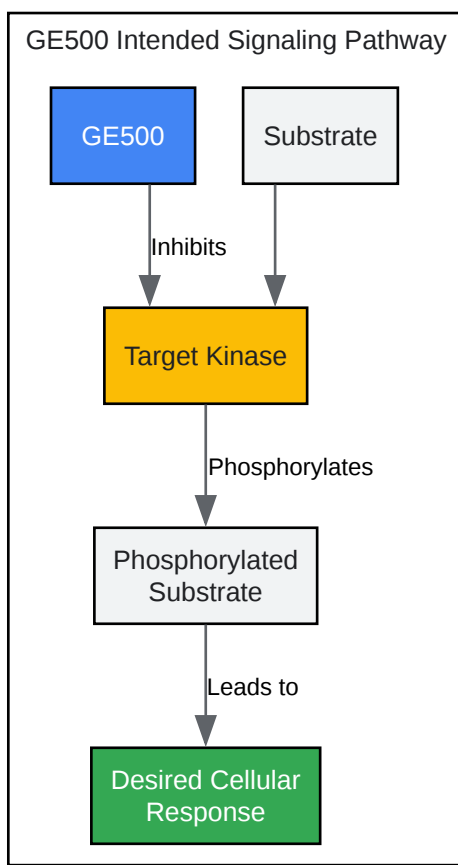 GE500 Intended Signaling Pathway
GE500
Substrate
Inhibits
Target Kinase
Phosphorylates
Phosphorylated
Substrate
Leads to
Desired Cellular
Response